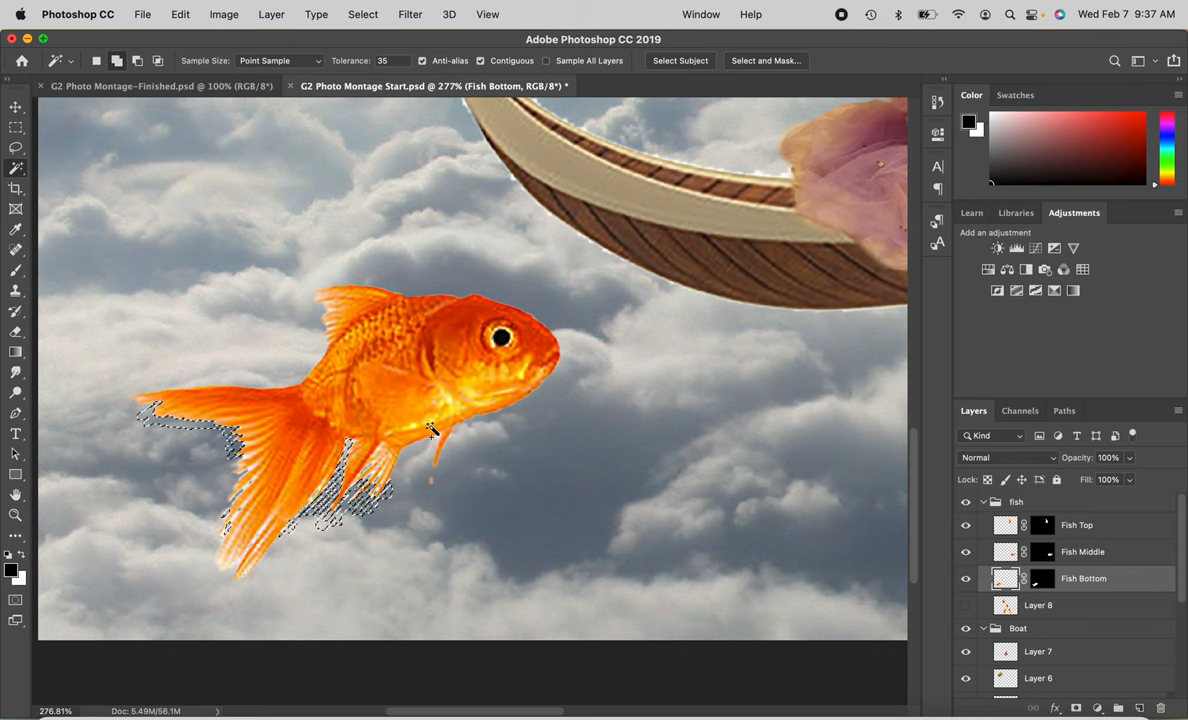 Photoshop CC File Edit Image Layer Type Select Filter 3D View Window Help Wed Feb 7 9:37 AM
Adobe Photoshop CC 2019
Sample Size: Point Sample Tolerance: 35 Anti-alias Contiguous Sample All Layers Select Subject Select and Mask...
G2 Photo Montage-Finished.psd @ 100% (RGB/8*) G2 Photo Montage Start.psd @ 277% (Fish Bottom, RGB/8*) *
Color Swatches
Learn Libraries Adjustments
Add an adjustment
Layers Channels Paths
Kind
Normal Opacity: 100%
Lock: Fill: 100%
fish
Fish Top
Fish Middle
Fish Bottom
Layer 8
Boat
Layer 7
Layer 6
276.81% Doc: 5.49M/56.1M